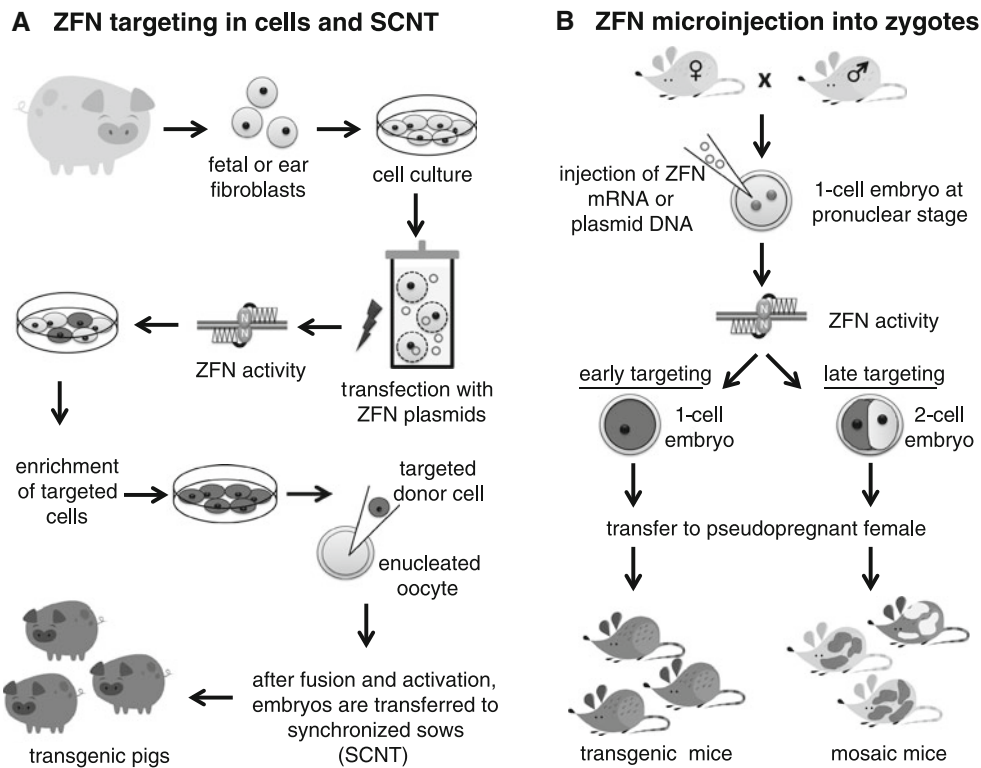 A ZFN targeting in cells and SCNT
fetal or ear
fibroblasts
cell culture
transfection with
ZFN plasmids
ZFN activity
enrichment
of targeted
cells
targeted
donor cell
enucleated
oocyte
after fusion and activation,
embryos are transferred to
synchronized sows
(SCNT)
transgenic pigs
B ZFN microinjection into zygotes
♀ x ♂
injection of ZFN
mRNA or
plasmid DNA
1-cell embryo at
pronuclear stage
ZFN activity
early targeting
1-cell
embryo
late targeting
2-cell
embryo
transfer to pseudopregnant female
transgenic mice
mosaic mice